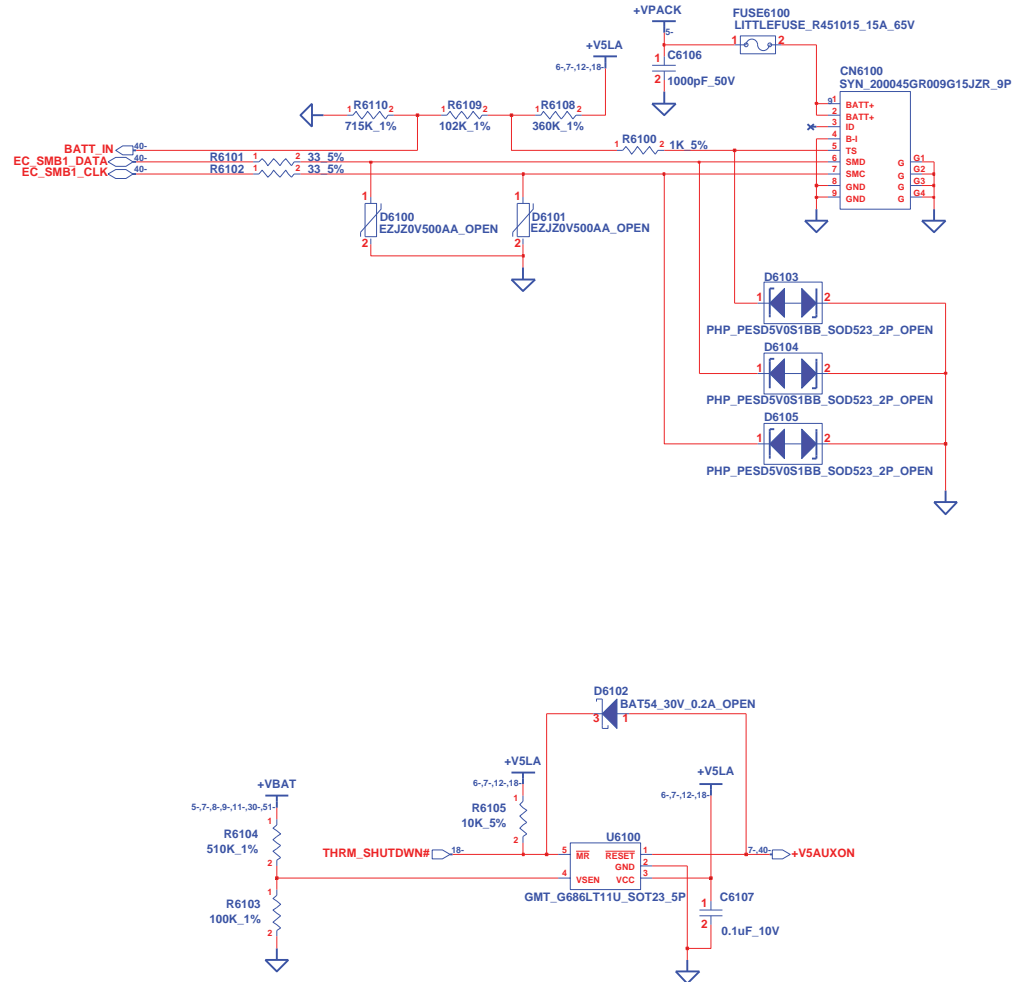 +VPACK
5-
FUSE6100
LITTLEFUSE_R451015_15A_65V
1
2
+V5LA
6-,7-,12-,18-
1
C6106
2
1000pF_50V
CN6100
SYN_200045GR009G15JZR_9P
1 R6110 2
715K_1%
1 R6109 2
102K_1%
1 R6108 2
360K_1%
9 1 BATT+
2 BATT+
3 ID
4 B-I
5 TS
6 SMD G G1
7 SMC G G2
8 GND G G3
9 GND G G4
R6100
1 2 1K_5%
BATT_IN 40-
EC_SMB1_DATA 40-
EC_SMB1_CLK 40-
R6101 1 2 33_5%
R6102 1 2 33_5%
1
D6100
EZJZ0V500AA_OPEN
2
1
D6101
EZJZ0V500AA_OPEN
2
D6103
1 2
PHP_PESD5V0S1BB_SOD523_2P_OPEN
D6104
1 2
PHP_PESD5V0S1BB_SOD523_2P_OPEN
D6105
1 2
PHP_PESD5V0S1BB_SOD523_2P_OPEN
D6102
BAT54_30V_0.2A_OPEN
3 1
+VBAT
5-,7-,8-,9-,11-,30-,51-
+V5LA
6-,7-,12-,18-
+V5LA
6-,7-,12-,18-
1
R6104
510K_1%
2
1
R6105
10K_5%
2
U6100
THRM_SHUTDWN# 18-
5 MR RESET 1
GND 2
4 VSEN VCC 3
7-,40- +V5AUXON
GMT_G686LT11U_SOT23_5P
1
R6103
100K_1%
2
1
C6107
2
0.1uF_10V